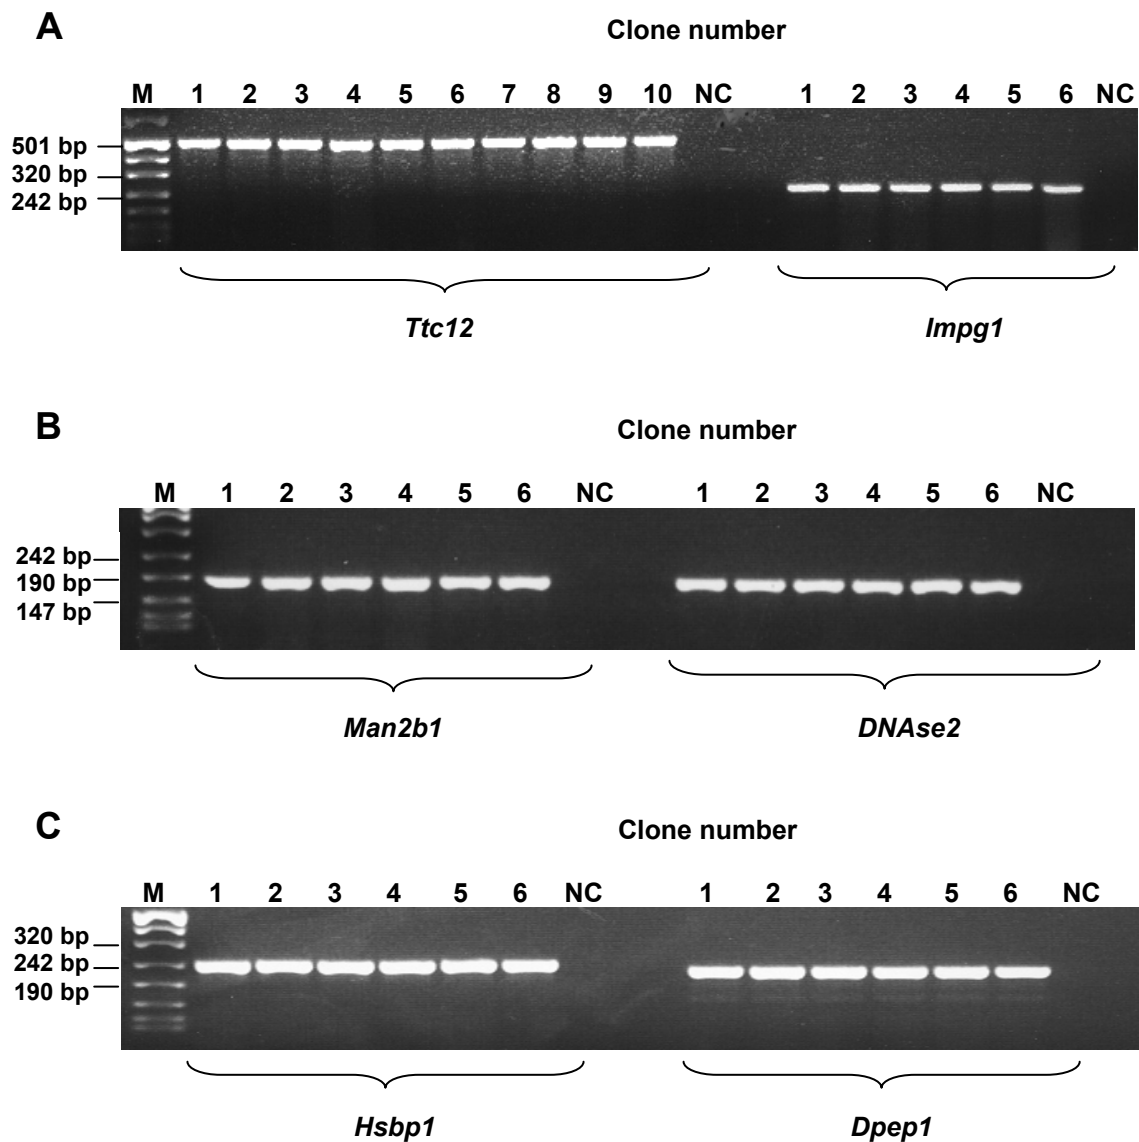 A
Clone number
M 1 2 3 4 5 6 7 8 9 10 NC 1 2 3 4 5 6 NC
501 bp
320 bp
242 bp
Ttc12 Impg1
B
Clone number
M 1 2 3 4 5 6 NC 1 2 3 4 5 6 NC
242 bp
190 bp
147 bp
Man2b1 DNAse2
C
Clone number
M 1 2 3 4 5 6 NC 1 2 3 4 5 6 NC
320 bp
242 bp
190 bp
Hsbp1 Dpep1